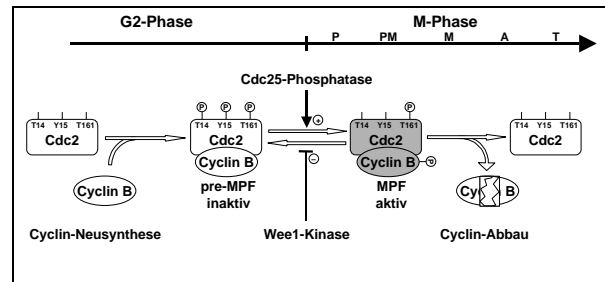 G2-Phase M-Phase
P PM M A T
Cdc25-Phosphatase
P P P P
T14 Y15 T161 T14 Y15 T161 T14 Y15 T161 T14 Y15 T161
+
Cdc2 Cdc2 Cdc2 Cdc2
Cyclin B Cyclin B P
−
Cyclin B pre-MPF MPF Cy B
inaktiv aktiv
Cyclin-Neusynthese Wee1-Kinase Cyclin-Abbau